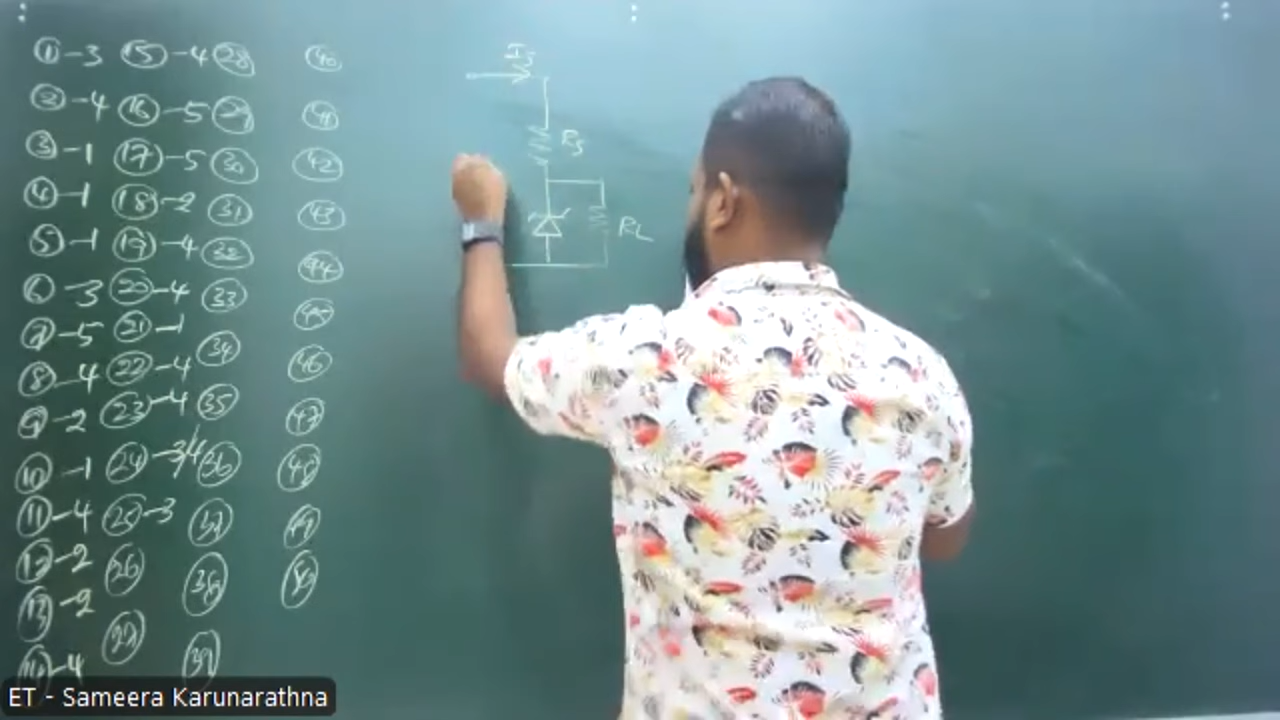 ① -3 ⑮ -4 ㉘ ㊵
② -4 ⑯ -5 ㉙ ㊶
③ -1 ⑰ -5 ㉚ ㊷
④ -1 ⑱ -2 ㉛ ㊸
⑤ -1 ⑲ -4 ㉜ ㊹
⑥ -3 ⑳ -4 ㉝ ㊺
⑦ -5 ㉑ -1 ㉞ ㊻
⑧ -4 ㉒ -4 ㉟ ㊼
⑨ -2 ㉓ -4 ㊱ ㊽
⑩ -1 ㉔ -3/4 ㊲ ㊾
⑪ -4 ㉕ -3 ㊳
⑫ -2 ㉖ ㊴
⑬ -2 ㉗
⑭ -4
RL
ET - Sameera Karunarathna